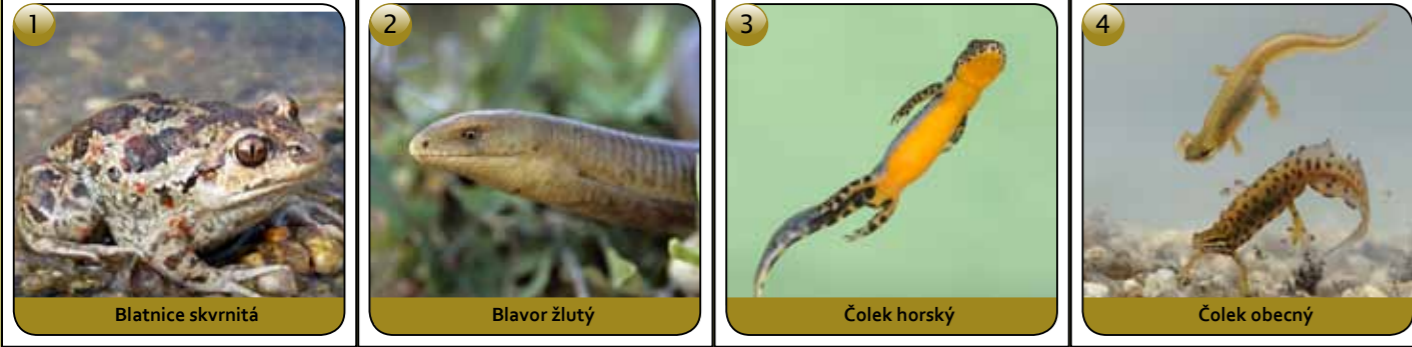 1
Blatnice skvrnitá
2
Blavor žlutý
3
Čolek horský
4
Čolek obecný